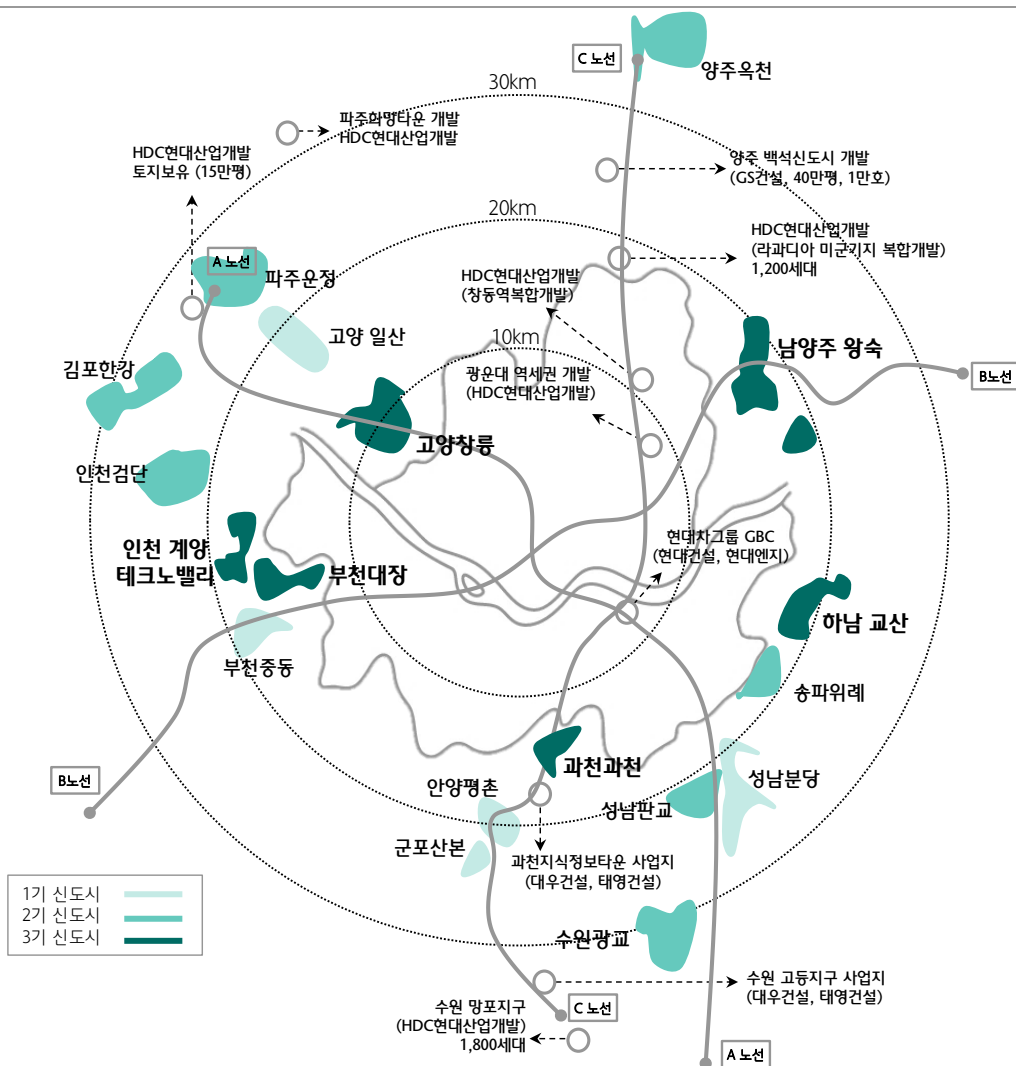 C 노선
양주옥천
30km
파주희망타운 개발
HDC현대산업개발
HDC현대산업개발
토지보유 (15만평)
양주 백석신도시 개발
(GS건설, 40만평, 1만호)
20km
HDC현대산업개발
(라과디아 미군기지 복합개발)
1,200세대
A 노선
파주운정
HDC현대산업개발
(창동역복합개발)
고양 일산
10km
남양주 왕숙
김포한강
광운대 역세권 개발
(HDC현대산업개발)
B노선
고양창릉
인천검단
현대차그룹 GBC
(현대건설, 현대엔지)
인천 계양
테크노밸리
부천대장
하남 교산
부천중동
송파위례
과천과천
B노선
안양평촌
성남분당
성남판교
군포산본
과천지식정보타운 사업지
(대우건설, 태영건설)
1기 신도시
2기 신도시
3기 신도시
수원광교
수원 고등지구 사업지
(대우건설, 태영건설)
수원 망포지구
(HDC현대산업개발)
1,800세대
C 노선
A 노선